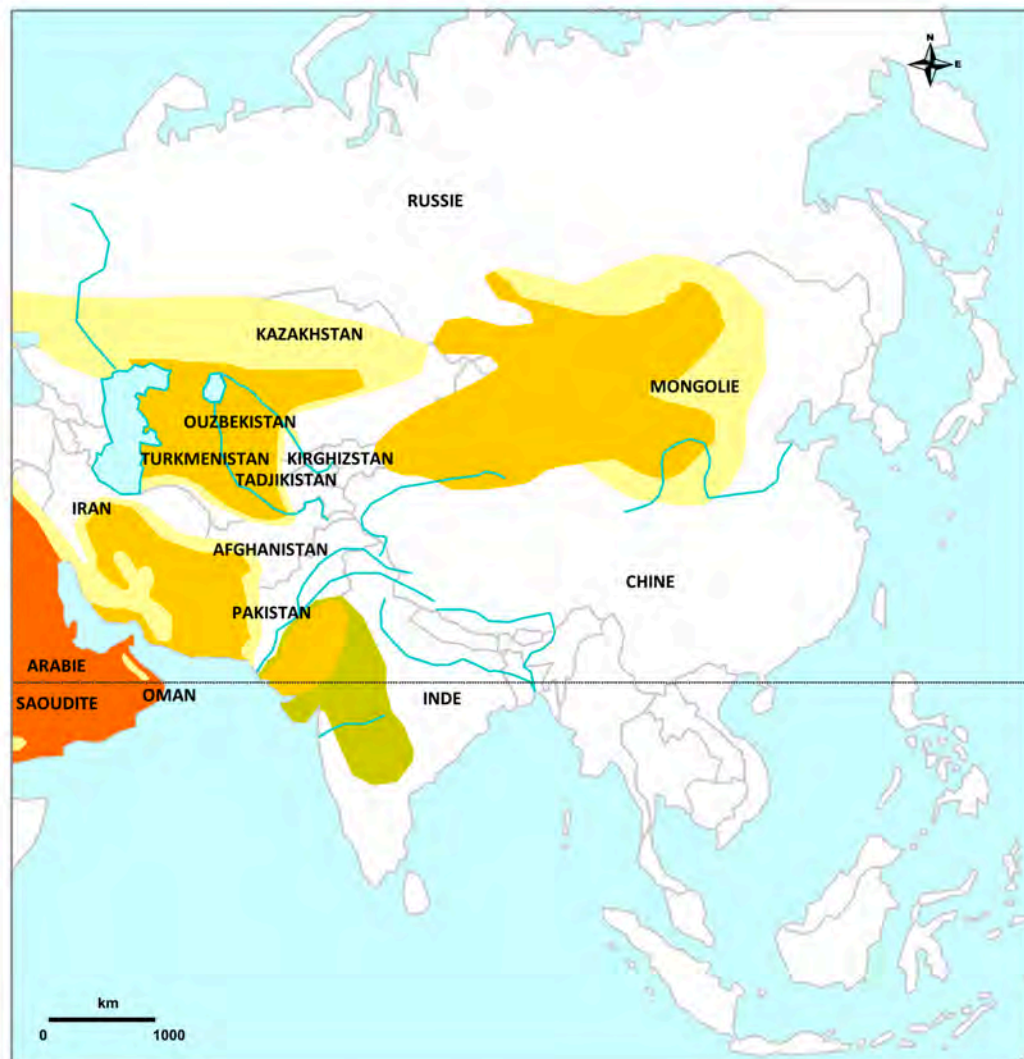 N
E
RUSSIE
KAZAKHSTAN
MONGOLIE
OUZBEKISTAN
TURKMENISTAN
KIRGHIZSTAN
TADJIKISTAN
IRAN
AFGHANISTAN
CHINE
PAKISTAN
ARABIE
SAOUDITE
OMAN
INDE
km
0
1000